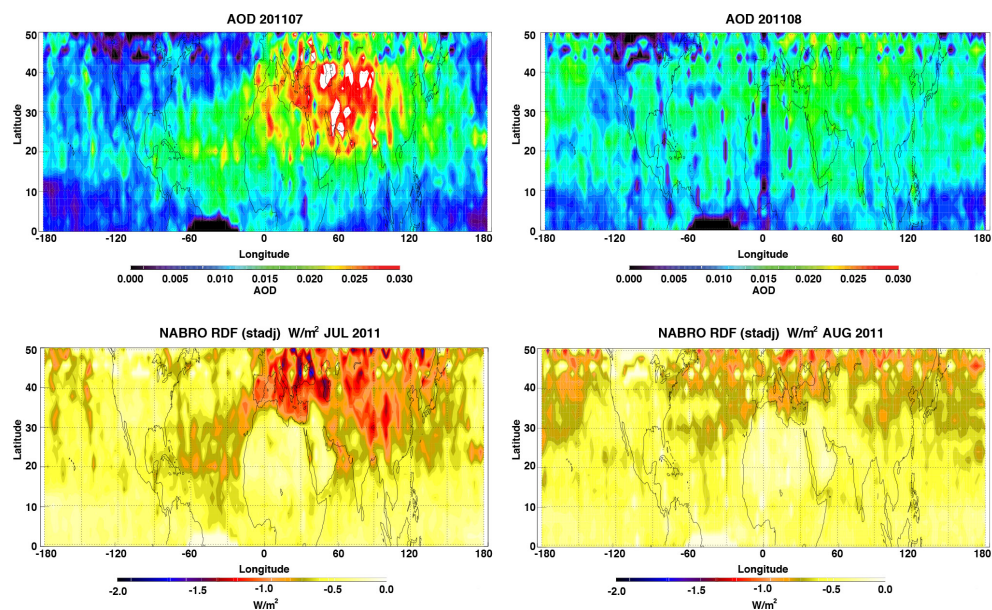 AOD 201107
50
40
30
20
10
0
Latitude
-180 -120 -60 0 60 120 180
Longitude
0.000 0.005 0.010 0.015 0.020 0.025 0.030
AOD
AOD 201108
50
40
30
20
10
0
Latitude
-180 -120 -60 0 60 120 180
Longitude
0.000 0.005 0.010 0.015 0.020 0.025 0.030
AOD
NABRO RDF (stadj) W/m² JUL 2011
50
40
30
20
10
0
Latitude
-180 -120 -60 0 60 120 180
Longitude
-2.0 -1.5 -1.0 -0.5 0.0
W/m²
NABRO RDF (stadj) W/m² AUG 2011
50
40
30
20
10
0
Latitude
-180 -120 -60 0 60 120 180
Longitude
-2.0 -1.5 -1.0 -0.5 0.0
W/m²